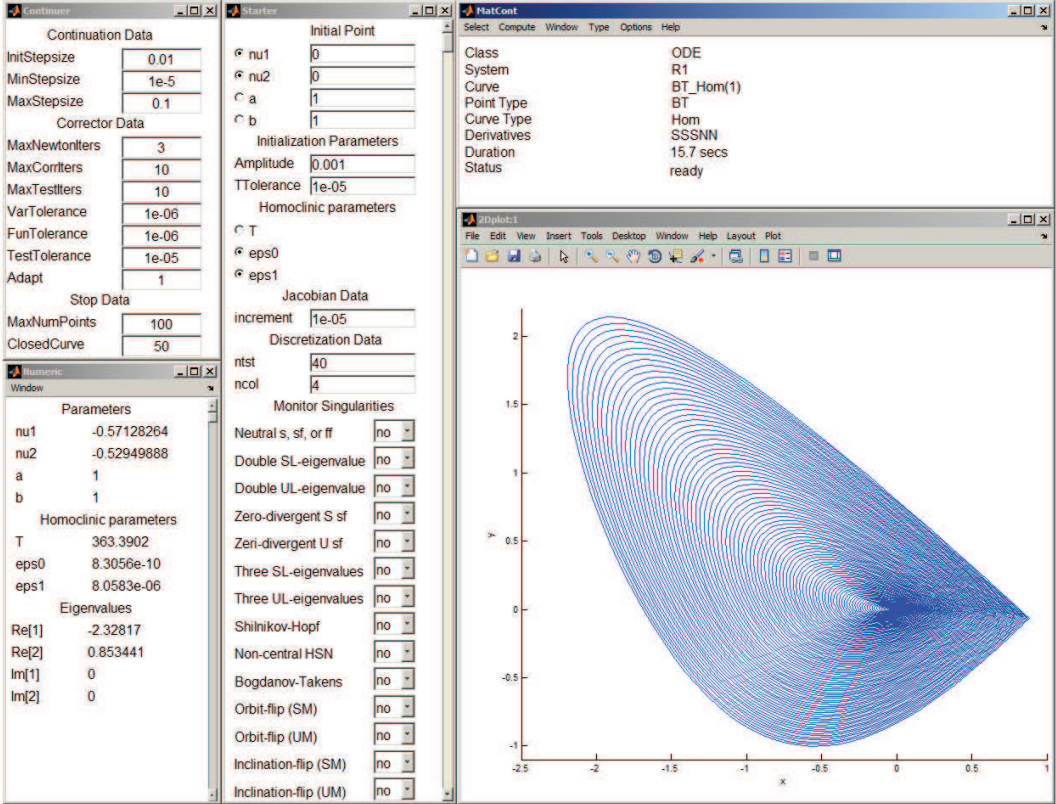 Continuer
Continuation Data
InitStepsize 0.01
MinStepsize 1e-5
MaxStepsize 0.1
Corrector Data
MaxNewtonIters 3
MaxCorrIters 10
MaxTestIters 10
VarTolerance 1e-06
FunTolerance 1e-06
TestTolerance 1e-05
Adapt 1
Stop Data
MaxNumPoints 100
ClosedCurve 50
Numeric
Window
Parameters
nu1 -0.57128264
nu2 -0.52949888
a 1
b 1
Homoclinic parameters
T 363.3902
eps0 8.3056e-10
eps1 8.0583e-06
Eigenvalues
Re[1] -2.32817
Re[2] 0.853441
Im[1] 0
Im[2] 0
Starter
Initial Point
nu1 0
nu2 0
a 1
b 1
Initialization Parameters
Amplitude 0.001
TTolerance 1e-05
Homoclinic parameters
T
eps0
eps1
Jacobian Data
increment 1e-05
Discretization Data
ntst 40
ncol 4
Monitor Singularities
Neutral s, sf, or ff no
Double SL-eigenvalue no
Double UL-eigenvalue no
Zero-divergent S sf no
Zeri-divergent U sf no
Three SL-eigenvalues no
Three UL-eigenvalues no
Shilnikov-Hopf no
Non-central HSN no
Bogdanov-Takens no
Orbit-flip (SM) no
Orbit-flip (UM) no
Inclination-flip (SM) no
Inclination-flip (UM) no
MatCont
Select Compute Window Type Options Help
Class ODE
System R1
Curve BT_Hom(1)
Point Type BT
Curve Type Hom
Derivatives SSSNN
Duration 15.7 secs
Status ready
2Dplot:1
File Edit View Insert Tools Desktop Window Help Layout Plot
2
1.5
1
0.5
0
-0.5
-1
y
-2.5 -2 -1.5 -1 -0.5 0 0.5 1
x